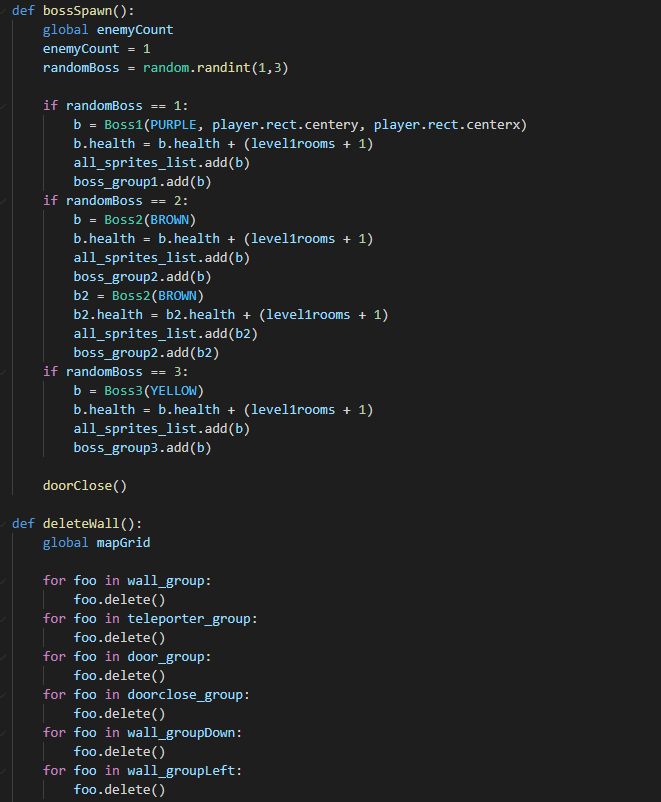 def bossSpawn():
    global enemyCount
    enemyCount = 1
    randomBoss = random.randint(1,3)

    if randomBoss == 1:
        b = Boss1(PURPLE, player.rect.centery, player.rect.centerx)
        b.health = b.health + (level1rooms + 1)
        all_sprites_list.add(b)
        boss_group1.add(b)
    if randomBoss == 2:
        b = Boss2(BROWN)
        b.health = b.health + (level1rooms + 1)
        all_sprites_list.add(b)
        boss_group2.add(b)
        b2 = Boss2(BROWN)
        b2.health = b2.health + (level1rooms + 1)
        all_sprites_list.add(b2)
        boss_group2.add(b2)
    if randomBoss == 3:
        b = Boss3(YELLOW)
        b.health = b.health + (level1rooms + 1)
        all_sprites_list.add(b)
        boss_group3.add(b)

    doorClose()

def deleteWall():
    global mapGrid

    for foo in wall_group:
        foo.delete()
    for foo in teleporter_group:
        foo.delete()
    for foo in door_group:
        foo.delete()
    for foo in doorclose_group:
        foo.delete()
    for foo in wall_groupDown:
        foo.delete()
    for foo in wall_groupLeft:
        foo.delete()